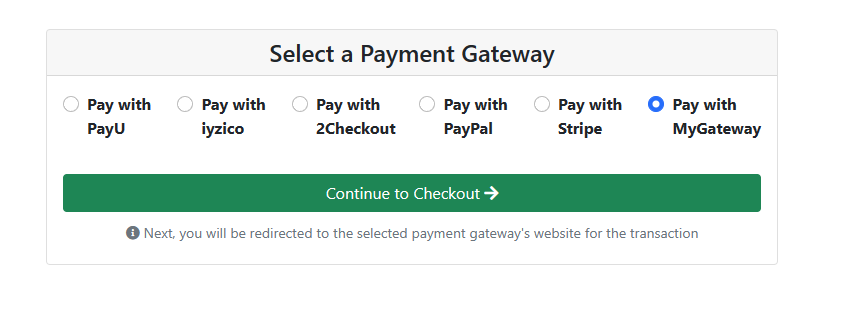 Select a Payment Gateway
Pay with PayU
Pay with iyzico
Pay with 2Checkout
Pay with PayPal
Pay with Stripe
Pay with MyGateway
Continue to Checkout
Next, you will be redirected to the selected payment gateway's website for the transaction